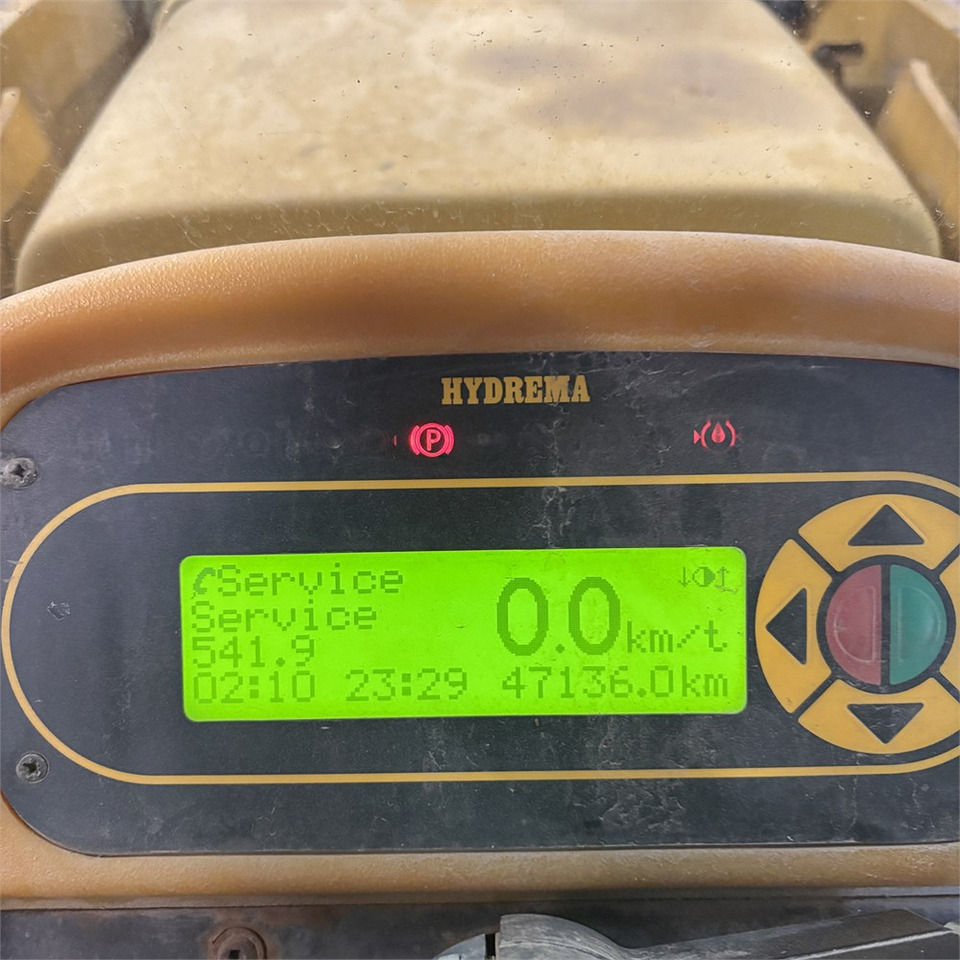 HYDREMA
P
Service
Service
0.0 km/t
541.9
02:10 23:29 47136.0km